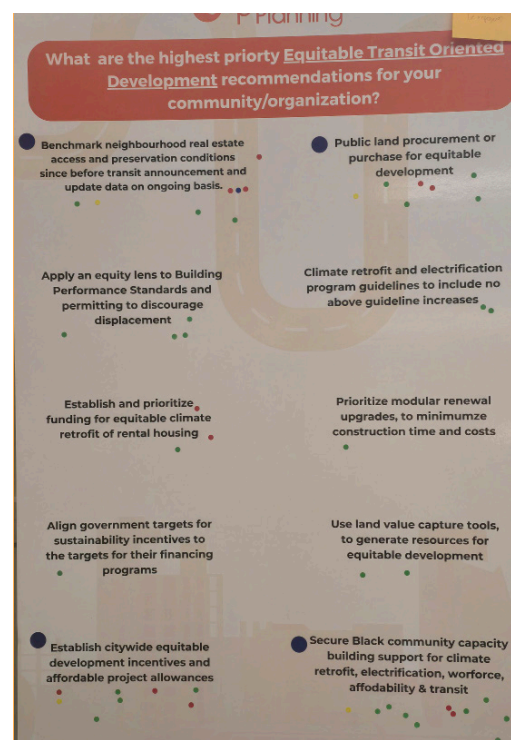 Planning
What are the highest priorty Equitable Transit Oriented
Development recommendations for your
community/organization?
Benchmark neighbourhood real estate
access and preservation conditions
since before transit announcement and
update data on ongoing basis.
Public land procurement or
purchase for equitable
development
Apply an equity lens to Building
Performance Standards and
permitting to discourage
displacement
Climate retrofit and electrification
program guidelines to include no
above guideline increases
Establish and prioritize
funding for equitable climate
retrofit of rental housing
Prioritize modular renewal
upgrades, to minimumze
construction time and costs
Align government targets for
sustainability incentives to
the targets for their financing
programs
Use land value capture tools,
to generate resources for
equitable development
Establish citywide equitable
development incentives and
affordable project allowances
Secure Black community capacity
building support for climate
retrofit, electrification, worforce,
affodability & transit